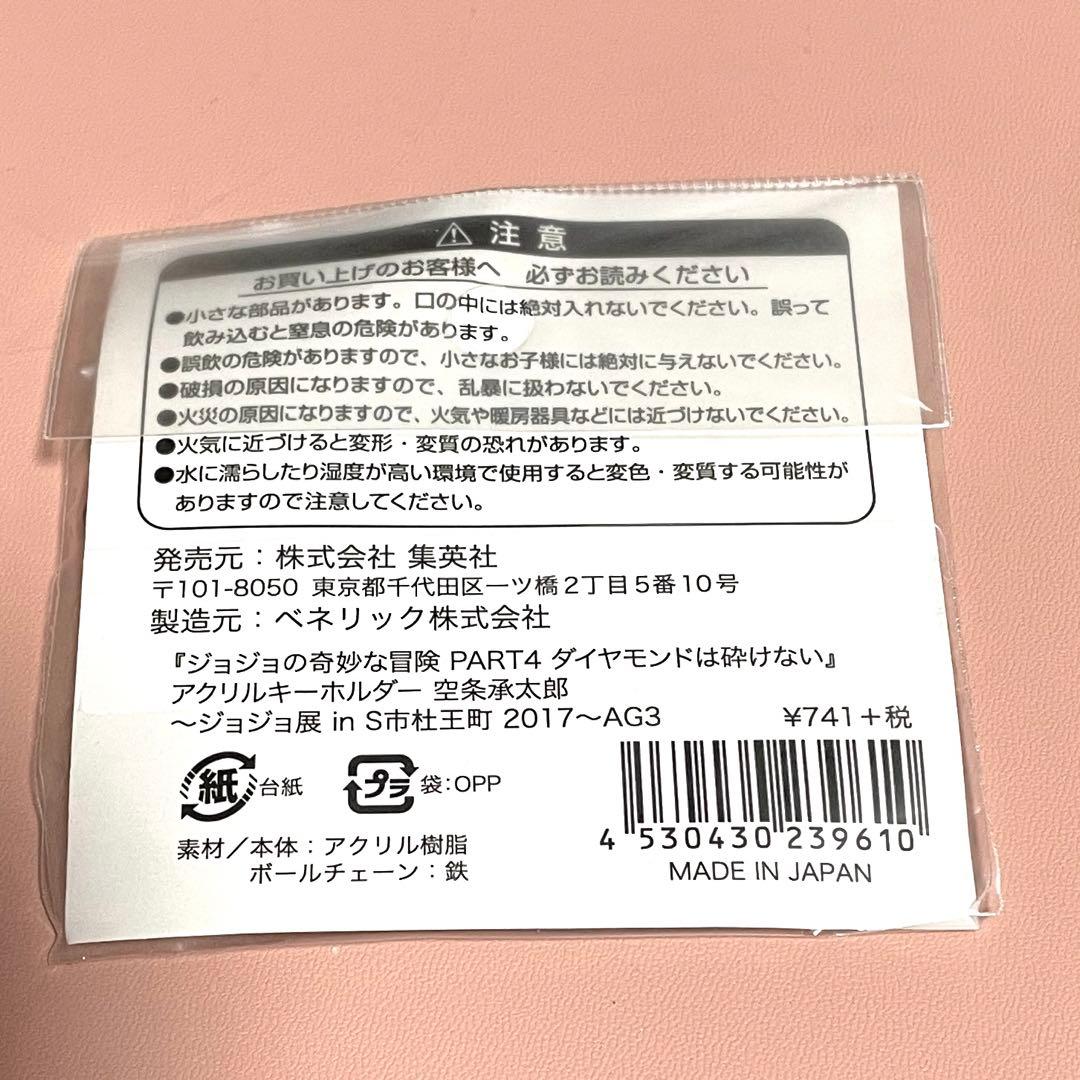 ⚠ 注意
お買い上げのお客様へ 必ずお読みください
●小さな部品があります。口の中には絶対入れないでください。誤って
飲み込むと窒息の危険があります。
●誤飲の危険がありますので、小さなお子様には絶対に与えないでください。
●破損の原因になりますので、乱暴に扱わないでください。
●火災の原因になりますので、火気や暖房器具などには近づけないでください。
●火気に近づけると変形・変質の恐れがあります。
●水に濡らしたり湿度が高い環境で使用すると変色・変質する可能性が
ありますので注意してください。
発売元:株式会社 集英社
〒101-8050 東京都千代田区一ツ橋2丁目5番10号
製造元:ベネリック株式会社
『ジョジョの奇妙な冒険 PART4 ダイヤモンドは砕けない』
アクリルキーホルダー 空条承太郎
〜ジョジョ展 in S市杜王町 2017〜AG3 ¥741+税
紙 台紙 プラ 袋:OPP
素材/本体:アクリル樹脂
ボールチェーン:鉄
4 530430 239610
MADE IN JAPAN